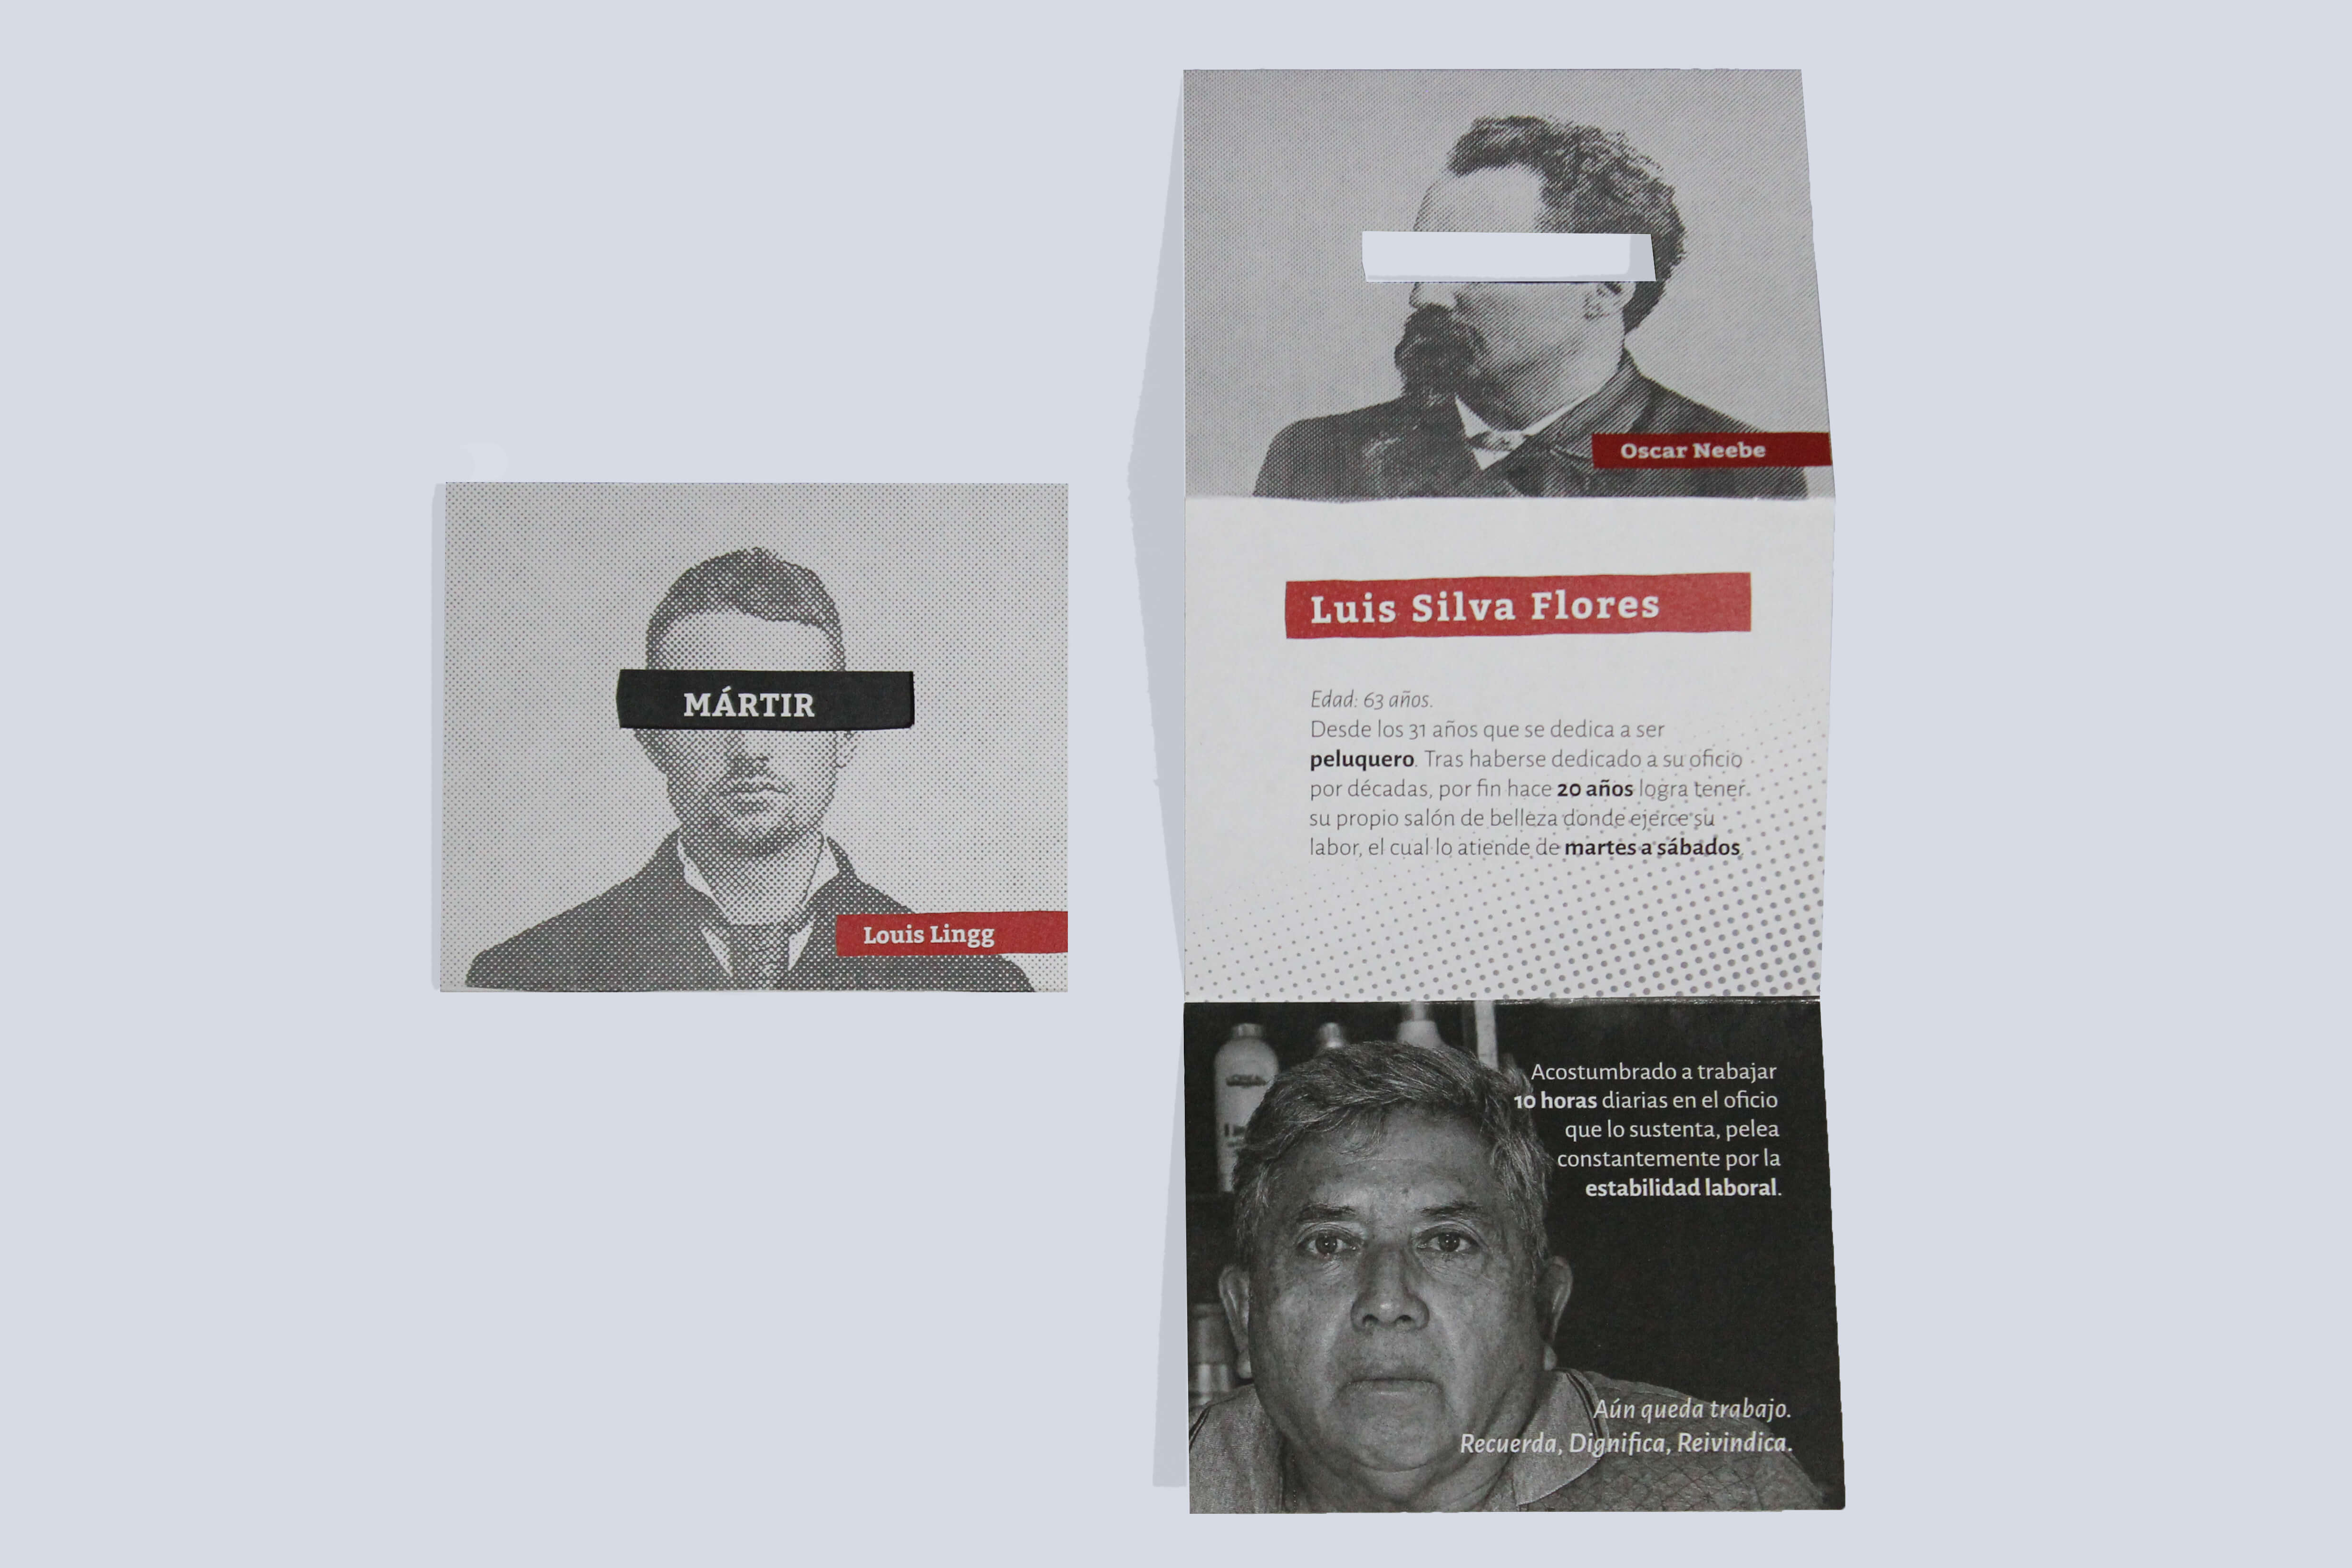 MÁRTIR
Louis Lingg
Oscar Neebe
Luis Silva Flores
Edad: 63 años.
Desde los 31 años que se dedica a ser
peluquero. Tras haberse dedicado a su oficio
por décadas, por fin hace 20 años logra tener
su propio salón de belleza donde ejerce su
labor, el cual lo atiende de martes a sábados
Acostumbrado a trabajar
10 horas diarias en el oficio
que lo sustenta, pelea
constantemente por la
estabilidad laboral.
Aún queda trabajo.
Recuerda, Dignifica, Reivindica.